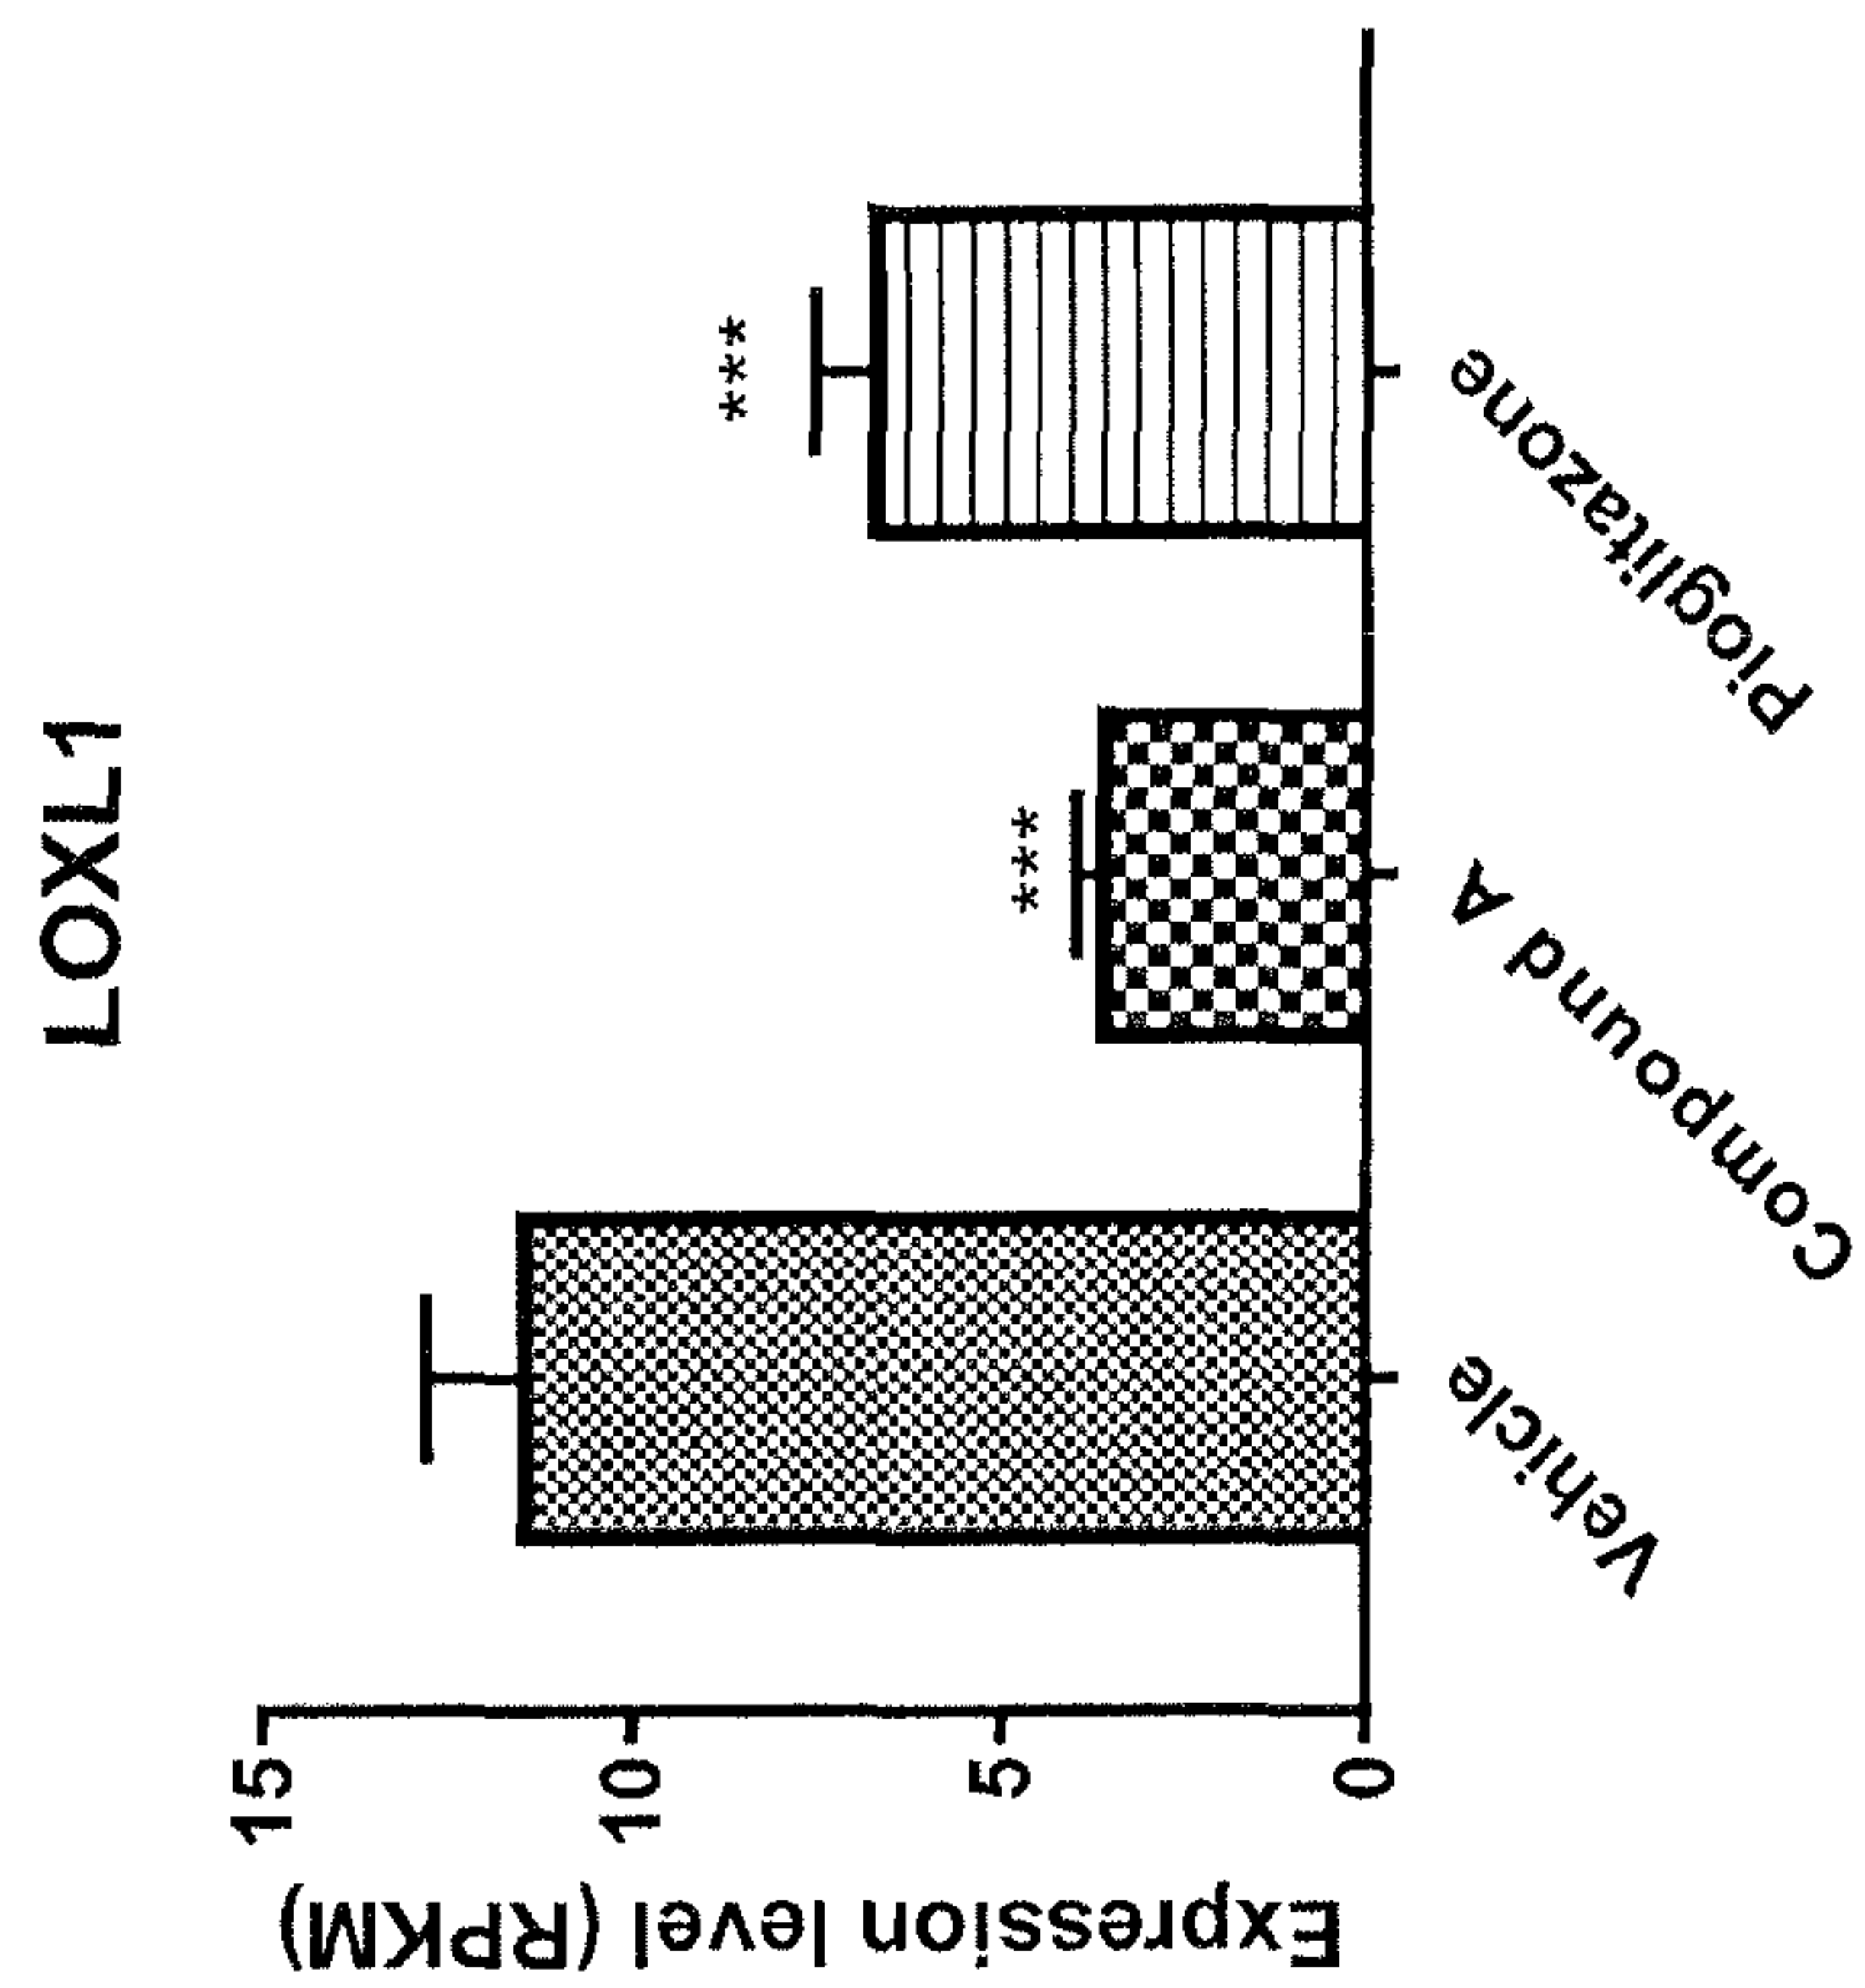 LOXL1
Expression level (RPKM)
15
10
5
0
***
***
Vehicle
Compound A
Pioglitazone